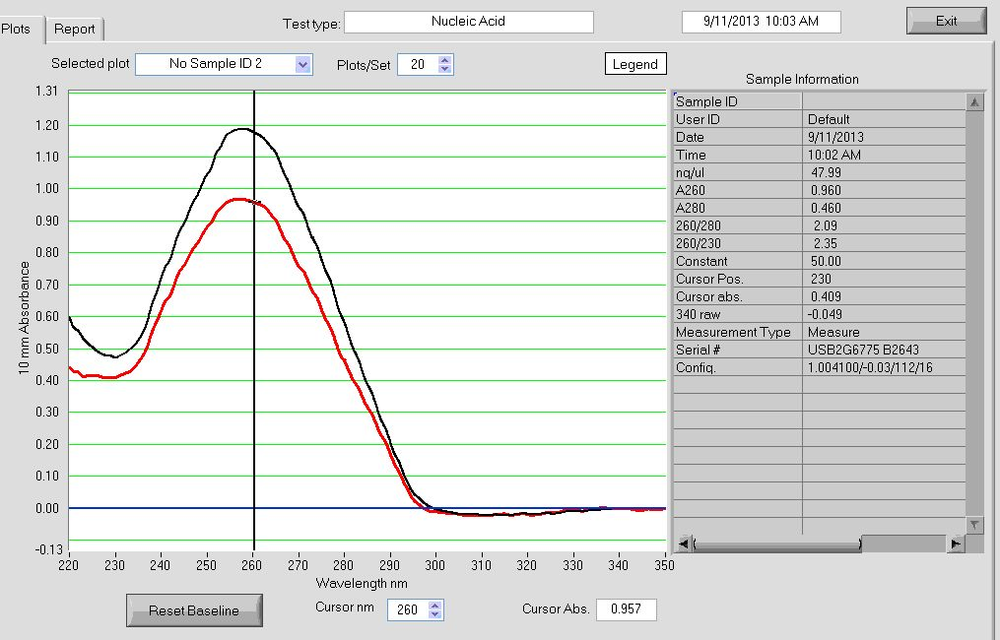 Plots
Report
Test type: Nucleic Acid
9/11/2013 10:03 AM
Exit
Selected plot No Sample ID 2
Plots/Set 20
Legend
Sample Information
10 mm Absorbance
1.31
1.20
1.10
1.00
0.90
0.80
0.70
0.60
0.50
0.40
0.30
0.20
0.10
0.00
-0.13
220 230 240 250 260 270 280 290 300 310 320 330 340 350
Wavelength nm
Sample ID
User ID Default
Date 9/11/2013
Time 10:02 AM
ng/ul 47.99
A260 0.960
A280 0.460
260/280 2.09
260/230 2.35
Constant 50.00
Cursor Pos. 230
Cursor abs. 0.409
340 raw -0.049
Measurement Type Measure
Serial # USB2G6775 B2643
Config. 1.004100/-0.03/112/16
Reset Baseline
Cursor nm 260
Cursor Abs. 0.957